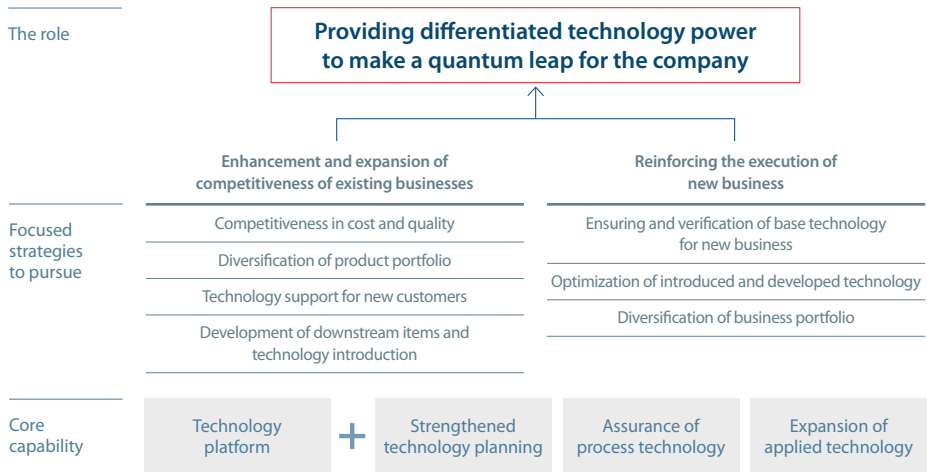 The role
Providing differentiated technology power
to make a quantum leap for the company
Enhancement and expansion of
competitiveness of existing businesses
Reinforcing the execution of
new business
Focused
strategies
to pursue
Competitiveness in cost and quality
Diversification of product portfolio
Technology support for new customers
Development of downstream items and
technology introduction
Ensuring and verification of base technology
for new business
Optimization of introduced and developed technology
Diversification of business portfolio
Core
capability
Technology
platform
+
Strengthened
technology planning
Assurance of
process technology
Expansion of
applied technology